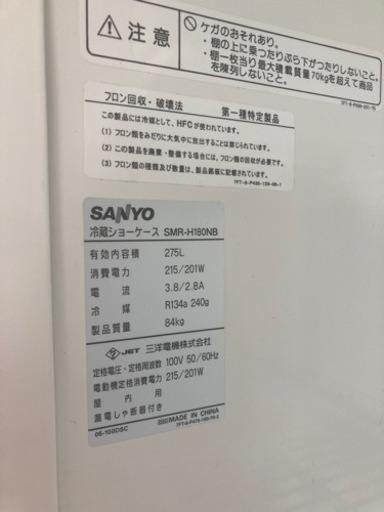 注意
・ケガのおそれあり。
・棚の上に乗ったりぶら下がったりしないこと。
・棚一枚当り最大積載質量70kgを超えて商品
を陳列しないこと。
フロン回収・破壊法 第一種特定製品
この製品には冷媒として、HFCが使われています。
(1) フロン類をみだりに大気中に放出することは禁じられています。
(2) この製品を廃棄・整備する場合には、フロン類の回収が必要です。
(3) フロン類の種類及び数量は、製品銘板に記載されています。
SANYO
冷蔵ショーケース SMR-H180NB
有効内容積 275L
消費電力 215/201W
電流 3.8/2.8A
冷媒 R134a 240g
製品質量 84kg
JET 三洋電機株式会社
定格電圧・定格周波数 100V 50/60Hz
電動機定格消費電力 215/201W
屋内用
漏電しゃ断器付き
MADE IN CHINA
06-100DSC